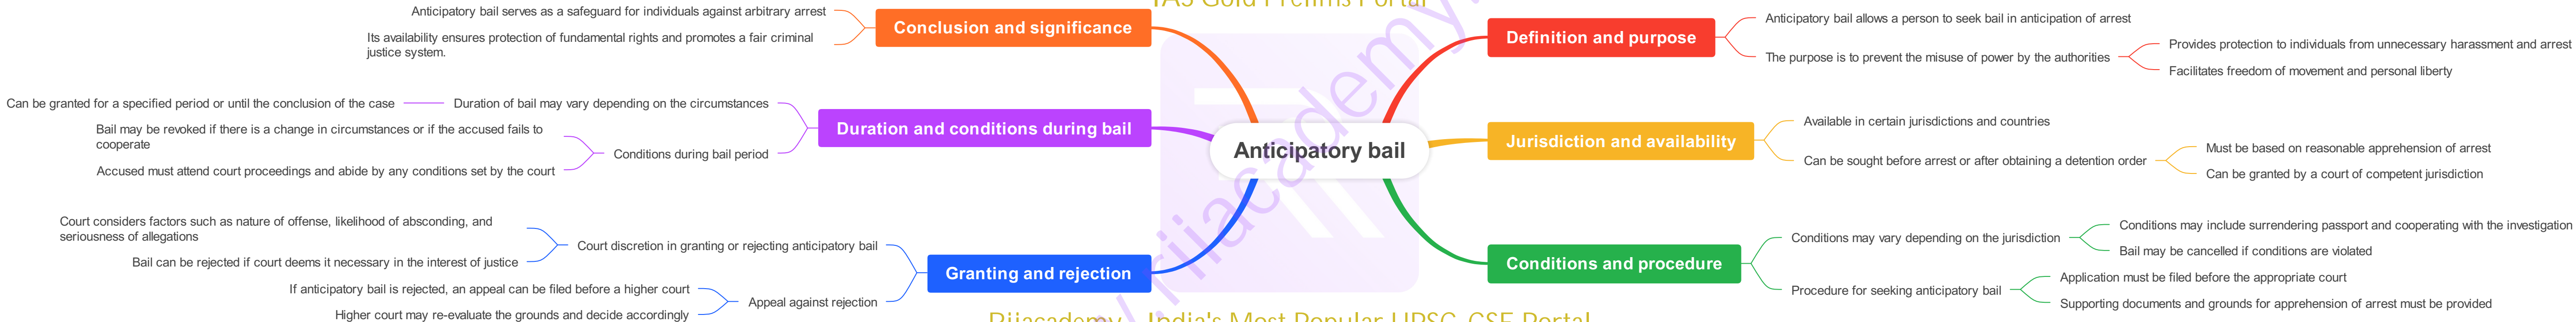 IAS Gold Prelims Portal
Anticipatory bail
Definition and purpose
Anticipatory bail allows a person to seek bail in anticipation of arrest
The purpose is to prevent the misuse of power by the authorities
Provides protection to individuals from unnecessary harassment and arrest
Facilitates freedom of movement and personal liberty
Jurisdiction and availability
Available in certain jurisdictions and countries
Can be sought before arrest or after obtaining a detention order
Must be based on reasonable apprehension of arrest
Can be granted by a court of competent jurisdiction
Conditions and procedure
Conditions may vary depending on the jurisdiction
Conditions may include surrendering passport and cooperating with the investigation
Bail may be cancelled if conditions are violated
Procedure for seeking anticipatory bail
Application must be filed before the appropriate court
Supporting documents and grounds for apprehension of arrest must be provided
Granting and rejection
Court discretion in granting or rejecting anticipatory bail
Court considers factors such as nature of offense, likelihood of absconding, and
seriousness of allegations
Bail can be rejected if court deems it necessary in the interest of justice
Appeal against rejection
If anticipatory bail is rejected, an appeal can be filed before a higher court
Higher court may re-evaluate the grounds and decide accordingly
Duration and conditions during bail
Duration of bail may vary depending on the circumstances
Can be granted for a specified period or until the conclusion of the case
Conditions during bail period
Bail may be revoked if there is a change in circumstances or if the accused fails to
cooperate
Accused must attend court proceedings and abide by any conditions set by the court
Conclusion and significance
Anticipatory bail serves as a safeguard for individuals against arbitrary arrest
Its availability ensures protection of fundamental rights and promotes a fair criminal
justice system.
India's Most Popular UPSC-CSE Portal